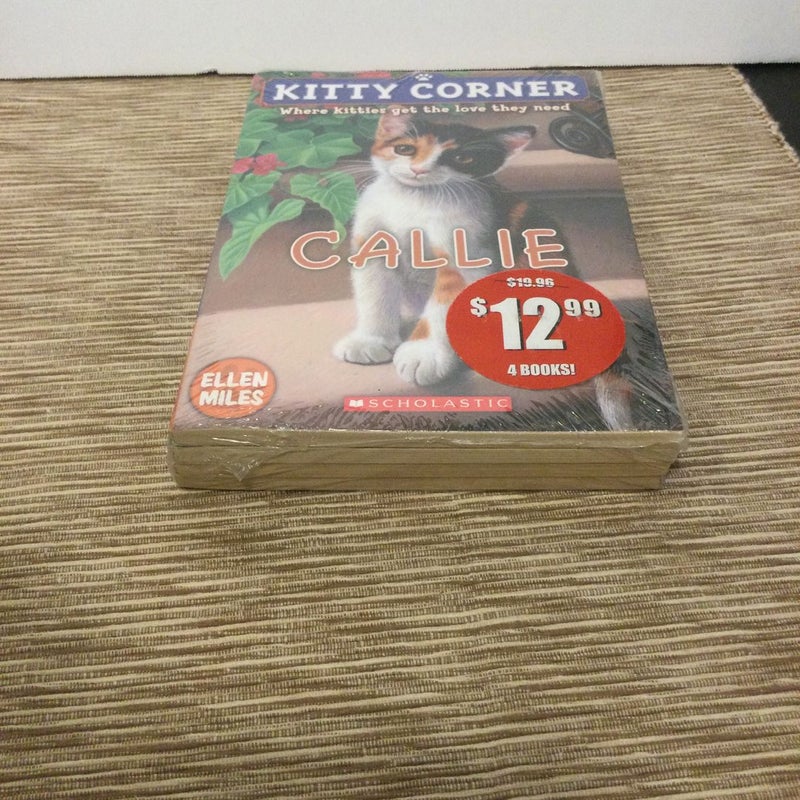 KITTY CORNER
Where kitties get the love they need
CALLIE
$19.96
$12.99
4 BOOKS!
ELLEN
MILES
SCHOLASTIC